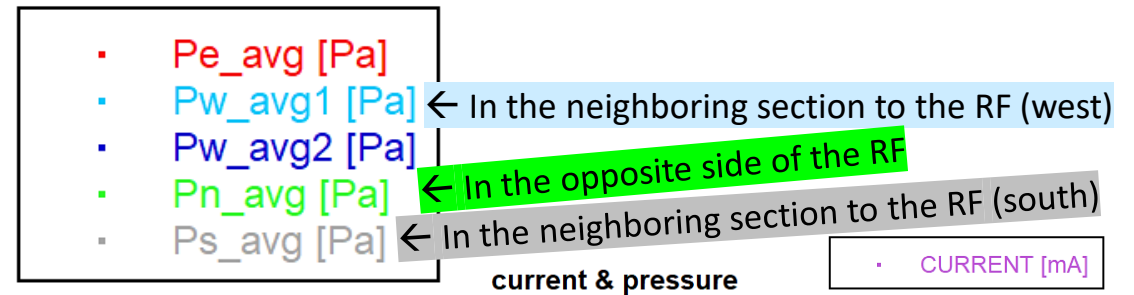 Pe_avg [Pa]
Pw_avg1 [Pa] ← In the neighboring section to the RF (west)
Pw_avg2 [Pa]
Pn_avg [Pa] ← In the opposite side of the RF
Ps_avg [Pa] ← In the neighboring section to the RF (south)
current & pressure
CURRENT [mA]